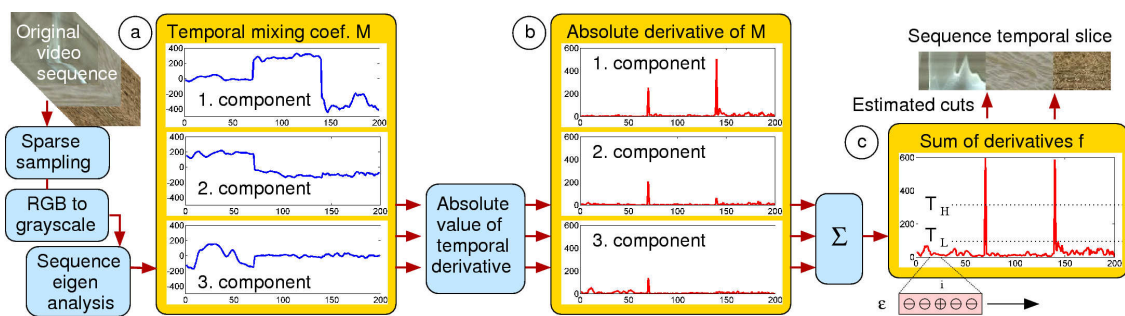 Original
video
sequence
Sparse
sampling
RGB to
grayscale
Sequence
eigen
analysis
a
Temporal mixing coef. M
400
200
0
-200
-400
1. component
0 50 100 150 200
200
0
-200
-400
2. component
0 50 100 150 200
200
0
-200
-400
3. component
0 50 100 150 200
Absolute
value of
temporal
derivative
b
Absolute derivative of M
600
400
200
0
1. component
0 50 100 150 200
600
400
200
0
2. component
0 50 100 150 200
600
400
200
0
3. component
0 50 100 150 200
Σ
Sequence temporal slice
Estimated cuts
c
Sum of derivatives f
600
400
200
0
T H
T L
0 50 100 150 200
i
ε ⊖ ⊖ ⊕ ⊖ ⊖